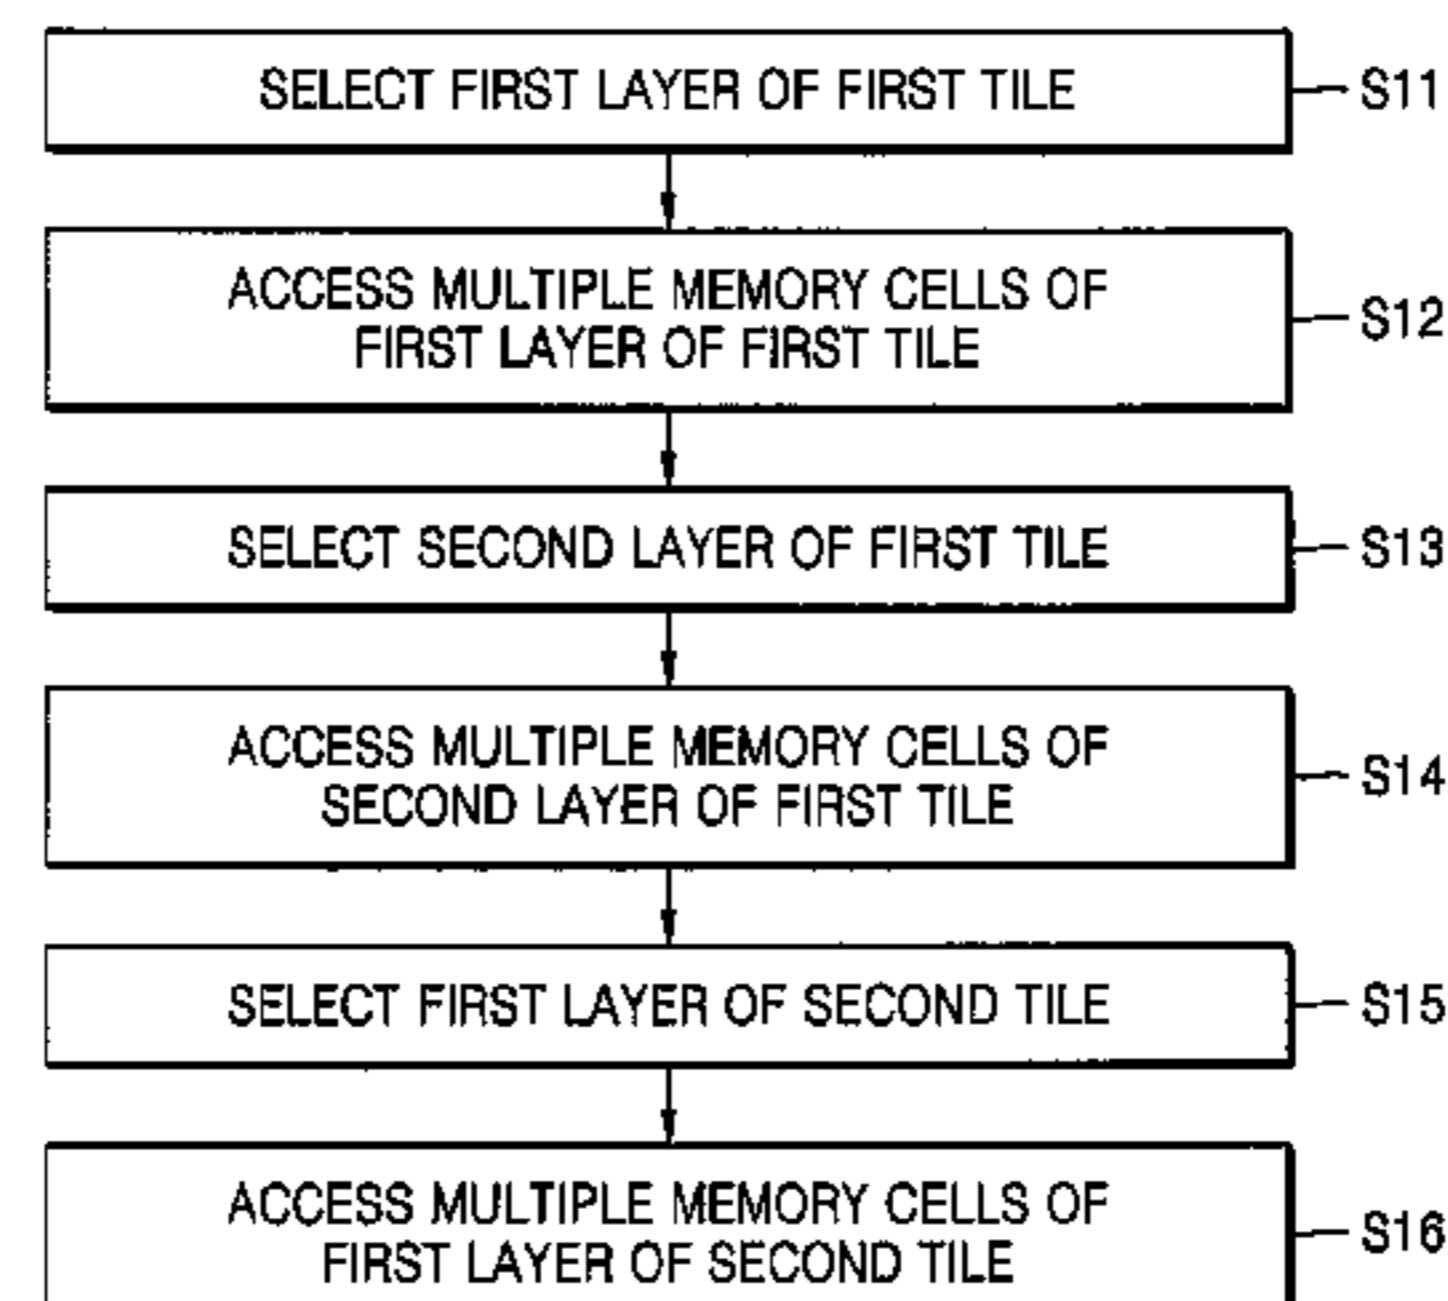 SELECT FIRST LAYER OF FIRST TILE
S11
ACCESS MULTIPLE MEMORY CELLS OF
FIRST LAYER OF FIRST TILE
S12
SELECT SECOND LAYER OF FIRST TILE
S13
ACCESS MULTIPLE MEMORY CELLS OF
SECOND LAYER OF FIRST TILE
S14
SELECT FIRST LAYER OF SECOND TILE
S15
ACCESS MULTIPLE MEMORY CELLS OF
FIRST LAYER OF SECOND TILE
S16